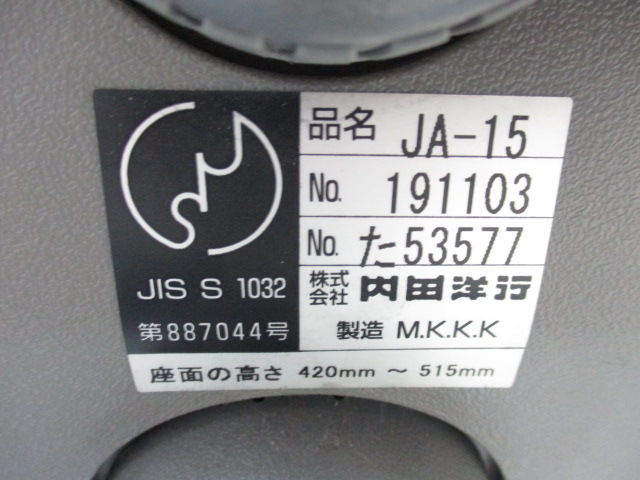 品名 JA-15
No. 191103
No. た53577
JIS S 1032
第887044号
株式会社 内田洋行
製造 M.K.K.K
座面の高さ 420mm ～ 515mm